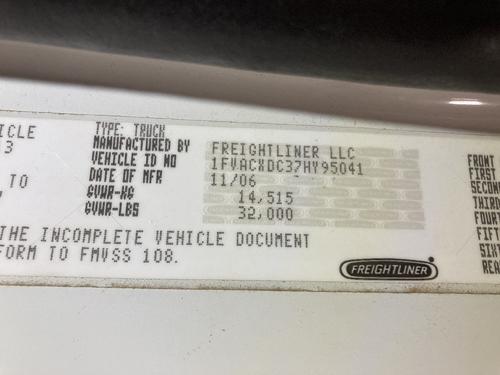 ICLE
3
TO
TYPE: TRUCK
MANUFACTURED BY FREIGHTLINER LLC
VEHICLE ID NO 1FVACXDC37HY95041
DATE OF MFR 11/06
GVWR-KG 14,515
GVWR-LBS 32,000
THE INCOMPLETE VEHICLE DOCUMENT
FORM TO FMVSS 108.
FREIGHTLINER
FRONT
FIRST
SECON
THIRD
FOUR
FIFT
SIXT
REA